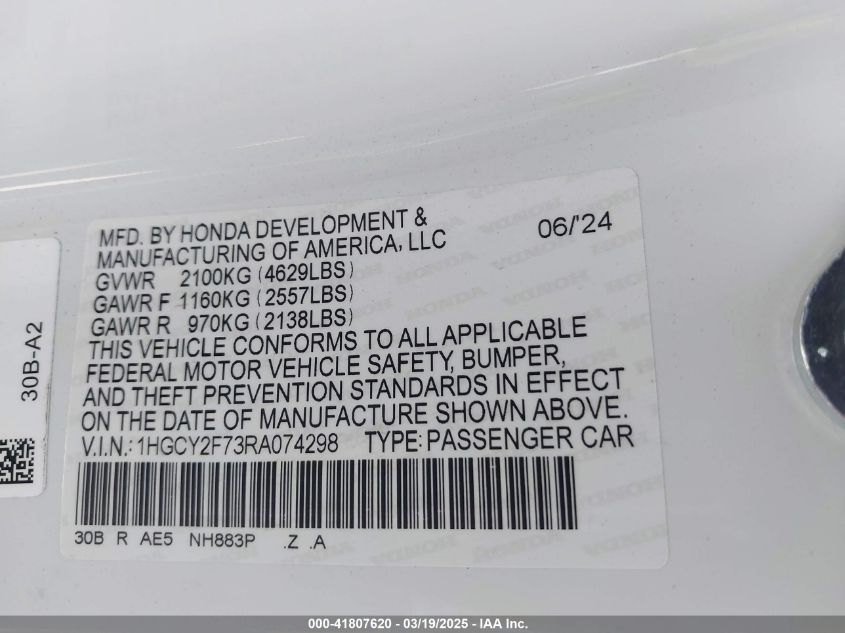 MFD. BY HONDA DEVELOPMENT &
MANUFACTURING OF AMERICA, LLC
06/'24
GVWR 2100KG (4629LBS)
GAWR F 1160KG (2557LBS)
GAWR R 970KG (2138LBS)
THIS VEHICLE CONFORMS TO ALL APPLICABLE
FEDERAL MOTOR VEHICLE SAFETY, BUMPER,
AND THEFT PREVENTION STANDARDS IN EFFECT
ON THE DATE OF MANUFACTURE SHOWN ABOVE.
V.I.N.: 1HGCY2F73RA074298 TYPE: PASSENGER CAR
30B R AE5 NH883P .Z .A
30B-A2
000-41807620 - 03/19/2025 - IAAI Inc.